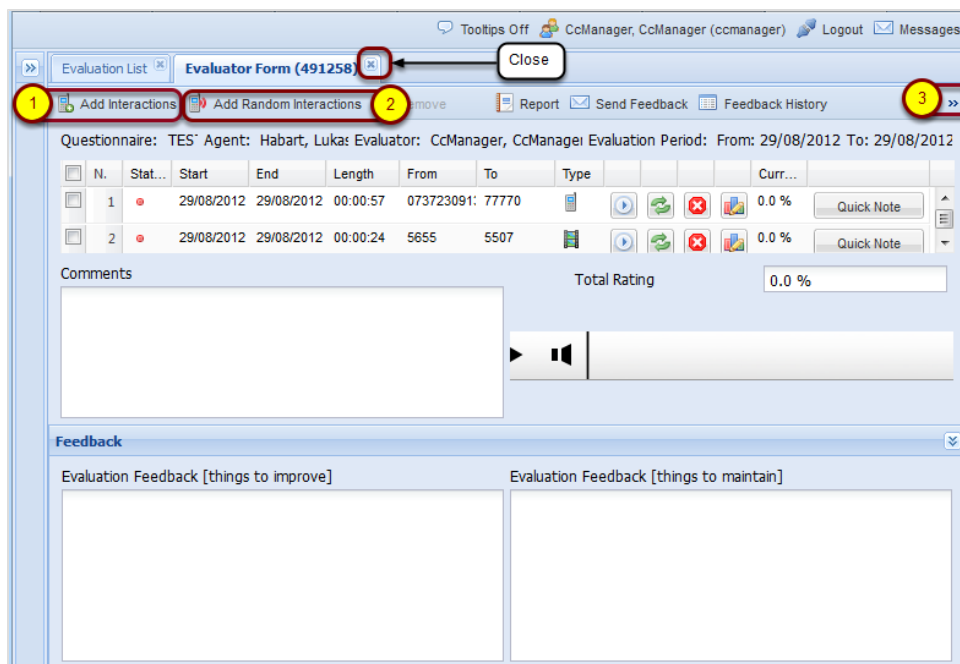 Tooltips Off CcManager, CcManager (ccmanager) Logout Messages
Evaluation List Evaluator Form (491258) Close
1 Add Interactions Add Random Interactions 2 emove Report Send Feedback Feedback History 3 »
Questionnaire: TES Agent: Habart, Lukas Evaluator: CcManager, CcManager Evaluation Period: From: 29/08/2012 To: 29/08/2012
N. Stat... Start End Length From To Type Curr...
1 29/08/2012 29/08/2012 00:00:57 073723091 77770 0.0 % Quick Note
2 29/08/2012 29/08/2012 00:00:24 5655 5507 0.0 % Quick Note
Comments Total Rating 0.0 %
Feedback
Evaluation Feedback [things to improve] Evaluation Feedback [things to maintain]